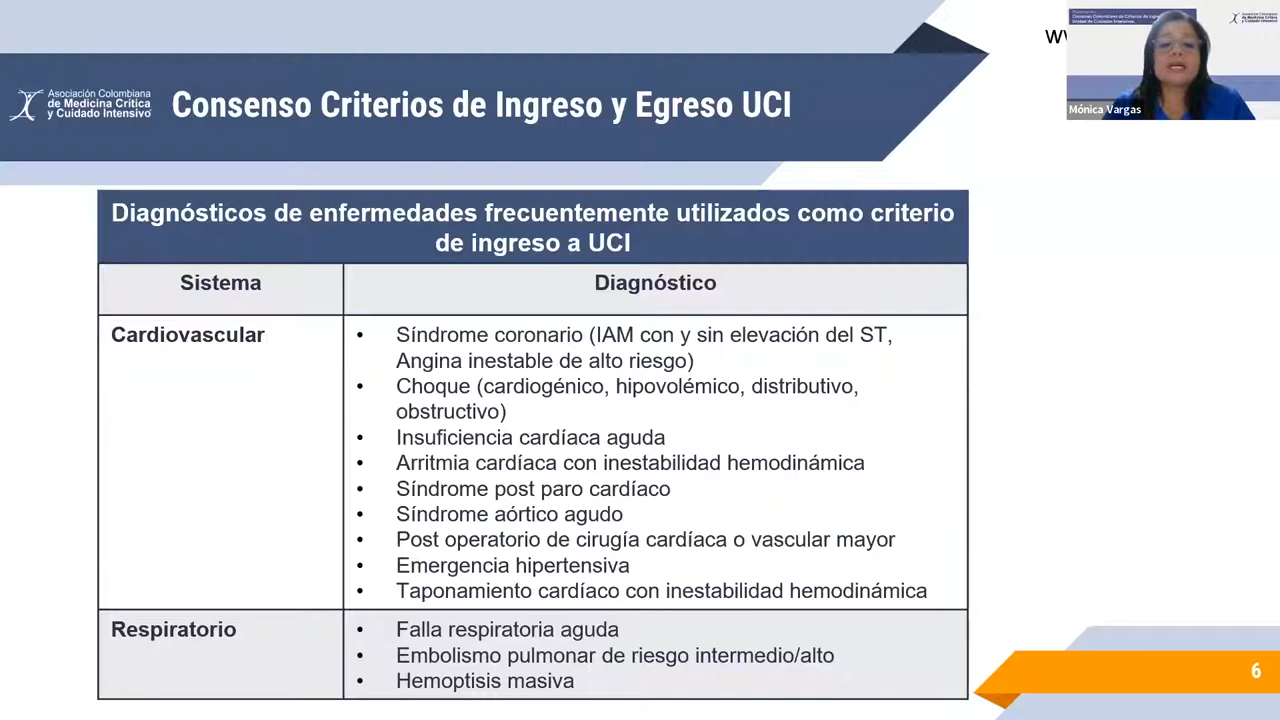 Asociación Colombiana
de Medicina Crítica
y Cuidado Intensivo
Consenso Criterios de Ingreso y Egreso UCI
Mónica Vargas
Diagnósticos de enfermedades frecuentemente utilizados como criterio
de ingreso a UCI
Sistema
Diagnóstico
Cardiovascular
• Síndrome coronario (IAM con y sin elevación del ST,
Angina inestable de alto riesgo)
• Choque (cardiogénico, hipovolémico, distributivo,
obstructivo)
• Insuficiencia cardíaca aguda
• Arritmia cardíaca con inestabilidad hemodinámica
• Síndrome post paro cardíaco
• Síndrome aórtico agudo
• Post operatorio de cirugía cardíaca o vascular mayor
• Emergencia hipertensiva
• Taponamiento cardíaco con inestabilidad hemodinámica
Respiratorio
• Falla respiratoria aguda
• Embolismo pulmonar de riesgo intermedio/alto
• Hemoptisis masiva
6